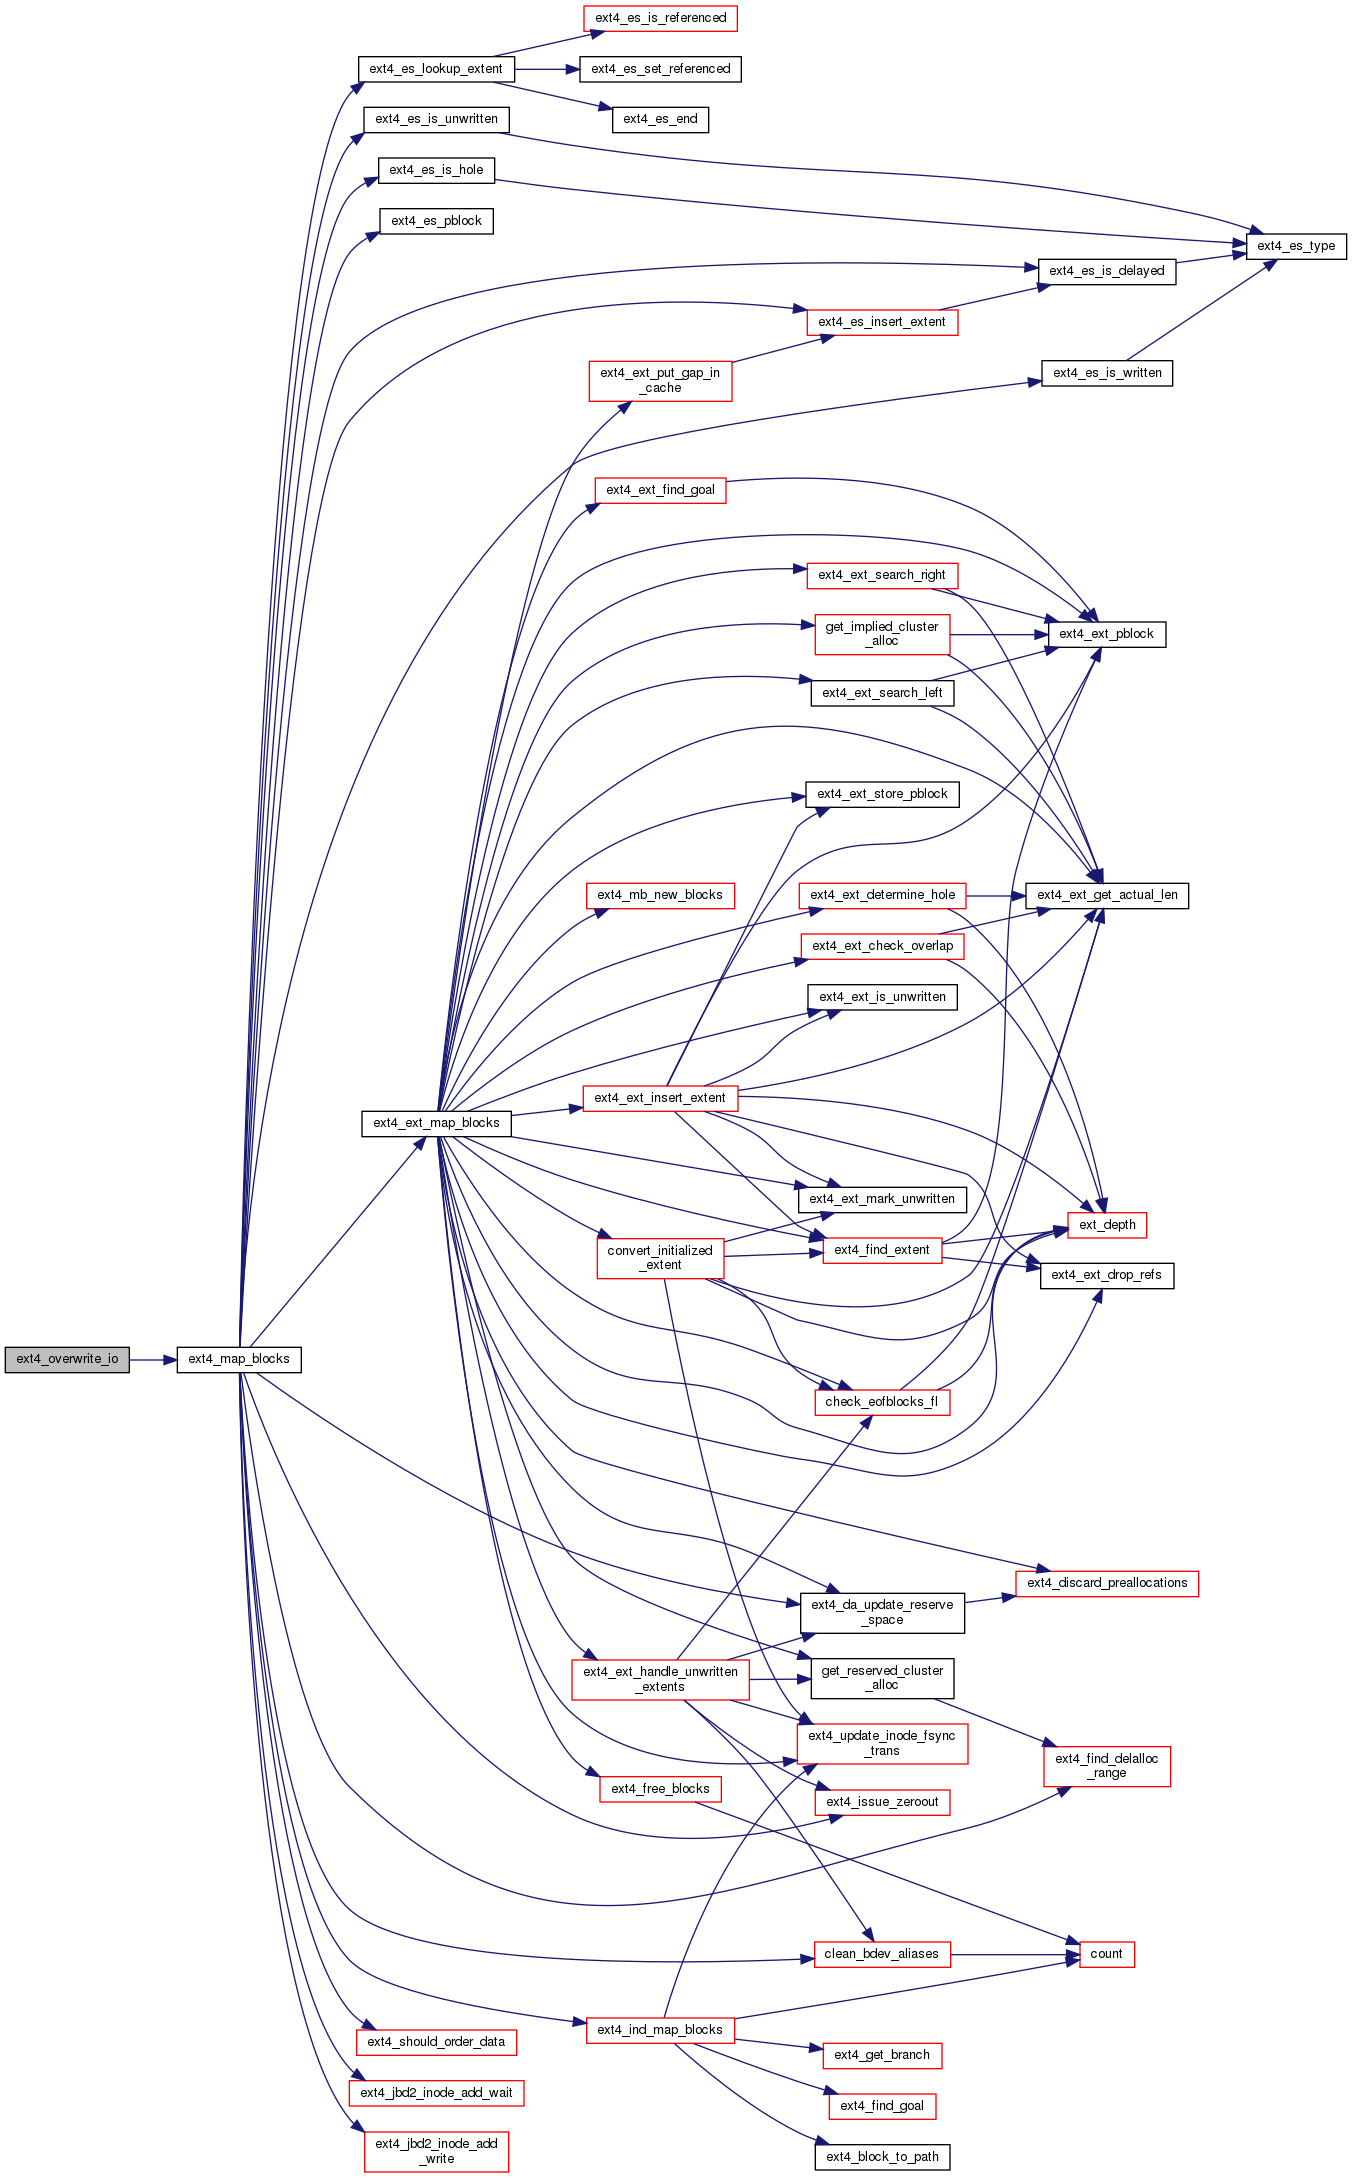 ext4_es_is_referenced
ext4_es_lookup_extent
ext4_es_set_referenced
ext4_es_end
ext4_es_is_unwritten
ext4_es_is_hole
ext4_es_pblock
ext4_es_type
ext4_es_is_delayed
ext4_es_insert_extent
ext4_ext_put_gap_in
_cache
ext4_es_is_written
ext4_ext_find_goal
ext4_ext_search_right
get_implied_cluster
_alloc
ext4_ext_pblock
ext4_ext_search_left
ext4_ext_store_pblock
ext4_mb_new_blocks
ext4_ext_determine_hole
ext4_ext_get_actual_len
ext4_ext_check_overlap
ext4_ext_is_unwritten
ext4_ext_insert_extent
ext4_ext_map_blocks
ext4_ext_mark_unwritten
ext_depth
convert_initialized
_extent
ext4_find_extent
ext4_ext_drop_refs
ext4_overwrite_io
ext4_map_blocks
check_eofblocks_fl
ext4_discard_preallocations
ext4_da_update_reserve
_space
ext4_ext_handle_unwritten
_extents
get_reserved_cluster
_alloc
ext4_update_inode_fsync
_trans
ext4_find_delalloc
_range
ext4_free_blocks
ext4_issue_zeroout
clean_bdev_aliases
count
ext4_ind_map_blocks
ext4_should_order_data
ext4_get_branch
ext4_jbd2_inode_add_wait
ext4_find_goal
ext4_jbd2_inode_add
_write
ext4_block_to_path